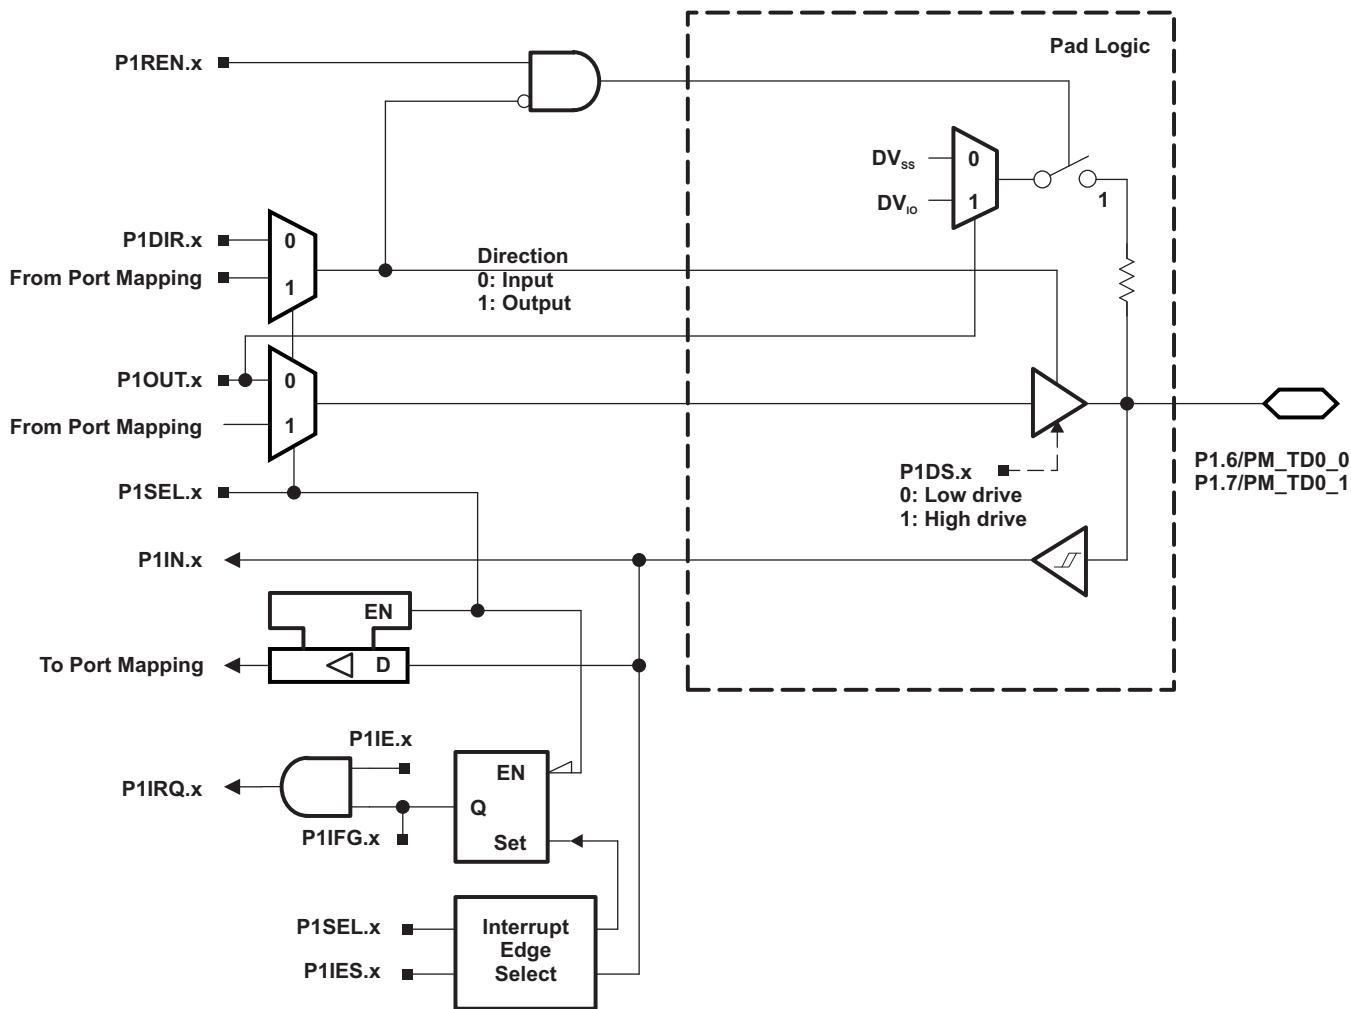 Pad Logic
P1REN.x
DVSS
0
DVIO
1
1
P1DIR.x
0
From Port Mapping
1
Direction
0: Input
1: Output
P1OUT.x
0
From Port Mapping
1
P1.6/PM_TD0_0
P1.7/PM_TD0_1
P1DS.x
0: Low drive
1: High drive
P1SEL.x
P1IN.x
EN
To Port Mapping
D
P1IE.x
P1IRQ.x
EN
Q
Set
P1IFG.x
P1SEL.x
P1IES.x
Interrupt
Edge
Select